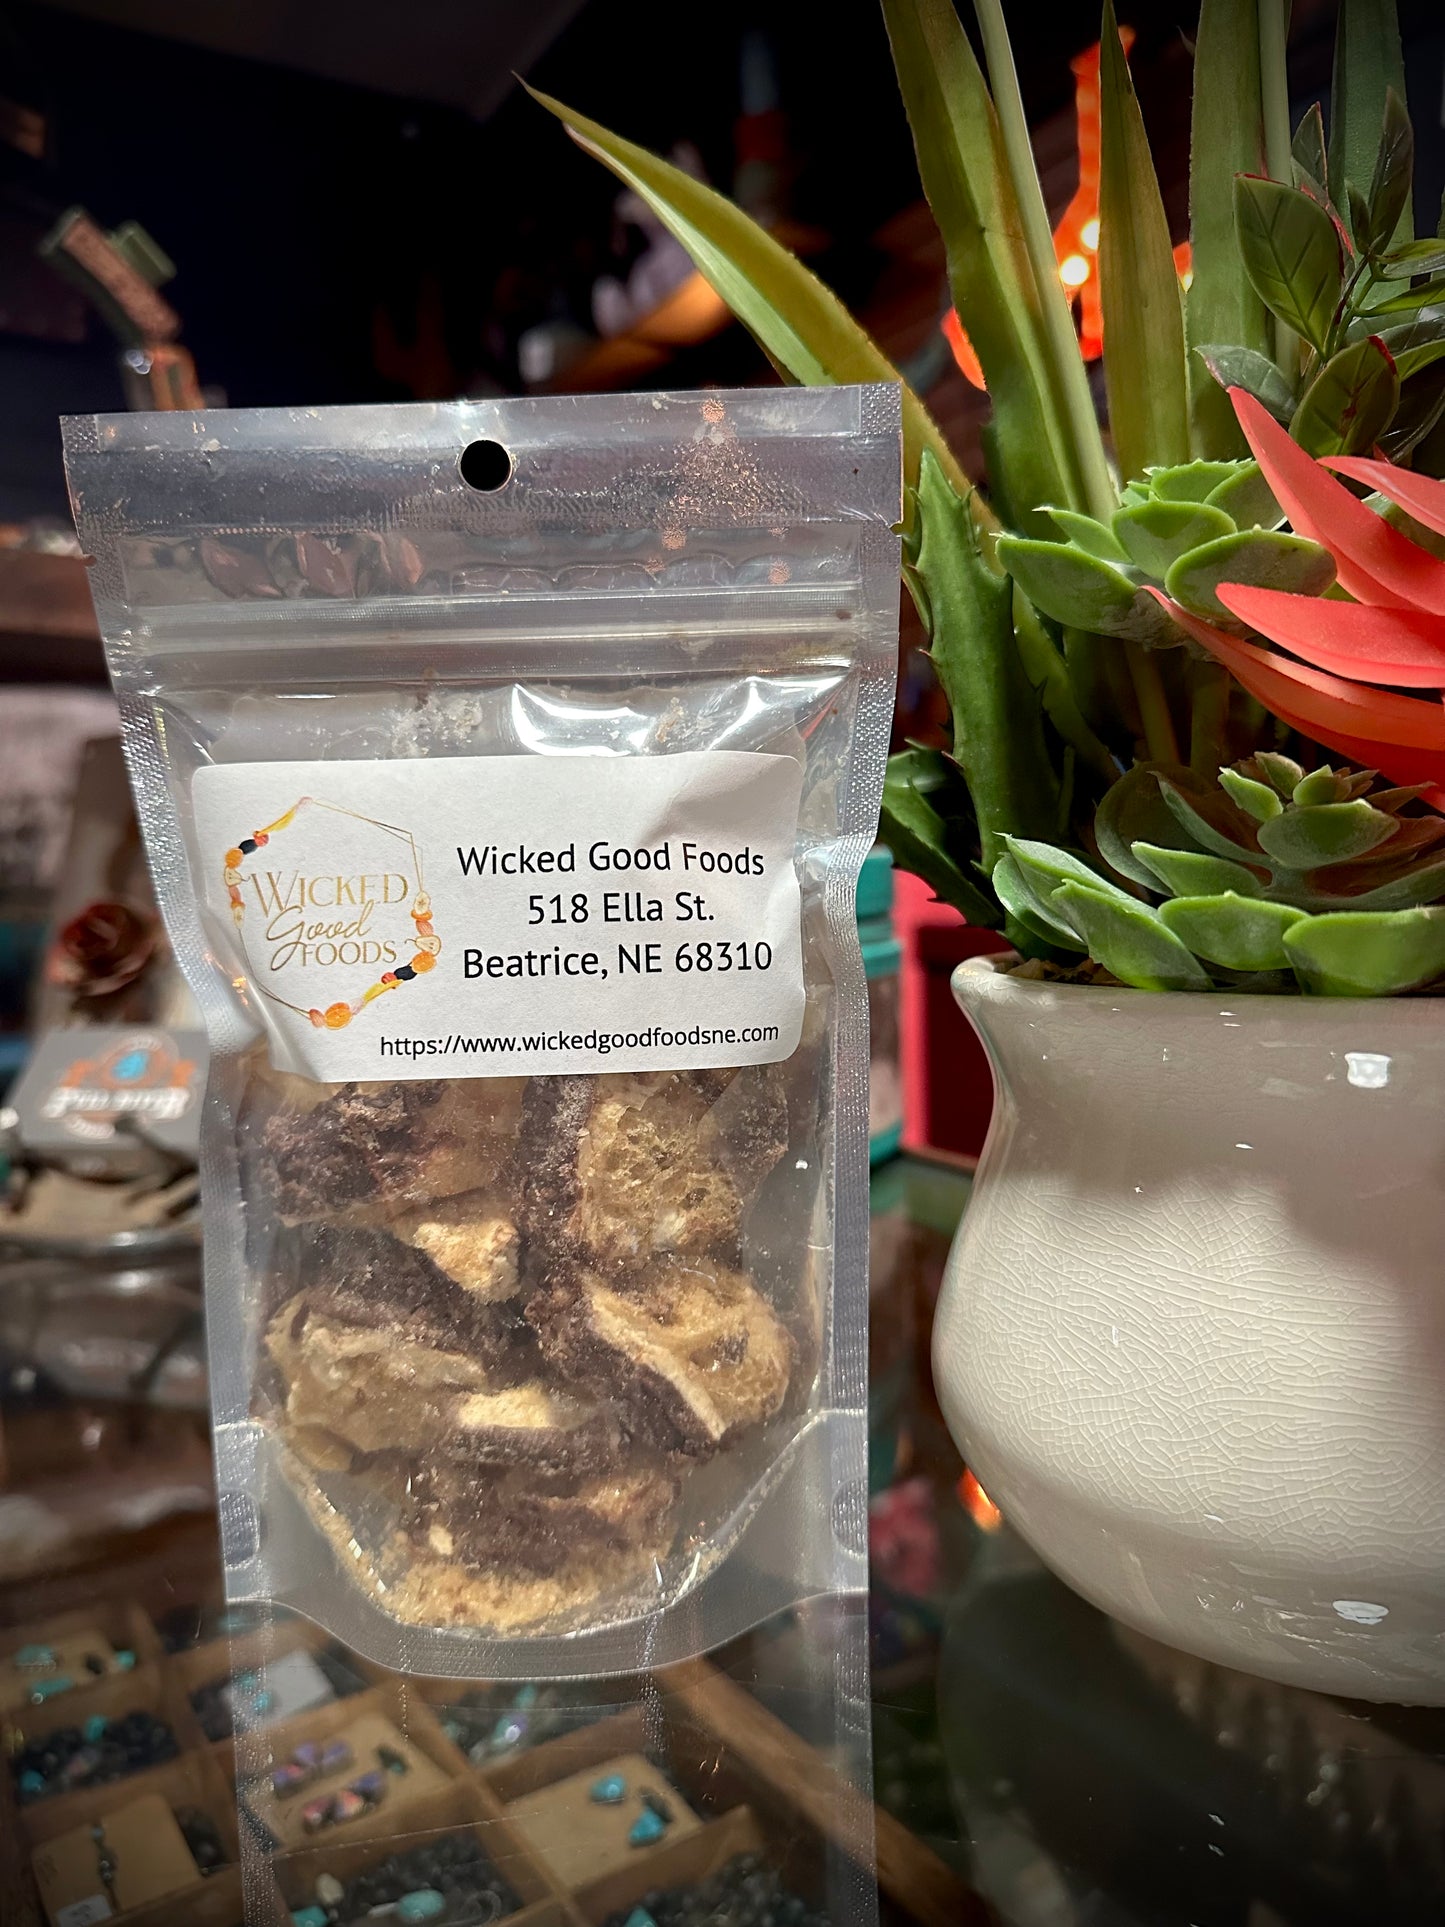 WICKED
Good
FOODS
Wicked Good Foods
518 Ella St.
Beatrice, NE 68310
https://www.wickedgoodfoodsne.com